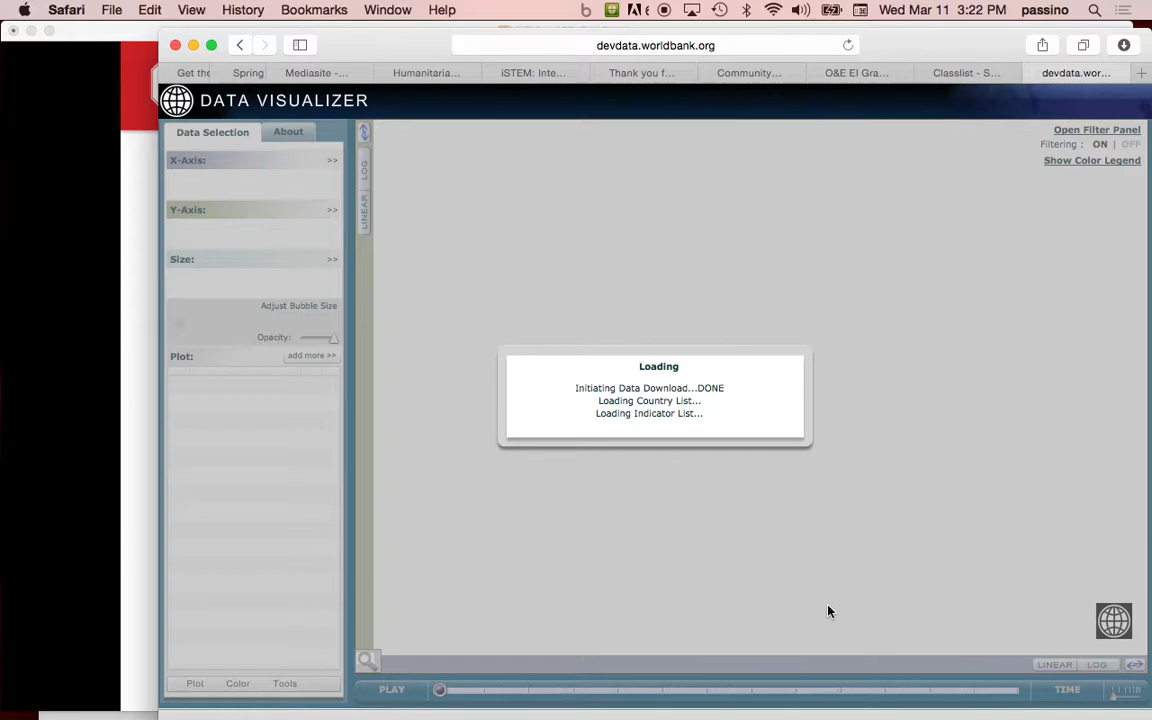 Safari File Edit View History Bookmarks Window Help Wed Mar 11 3:22 PM passino
devdata.worldbank.org
Get the Spring Mediasite -... Humanitaria... iSTEM: Inte... Thank you f... Community... O&E EI Gra... Classlist - S... devdata.wor...
DATA VISUALIZER
Data Selection About
Open Filter Panel
Filtering : ON | OFF
Show Color Legend
X-Axis: >>
LOG
Y-Axis: >>
LINEAR
Size: >>
Adjust Bubble Size
Opacity:
Plot: add more >>
Loading
Initiating Data Download...DONE
Loading Country List...
Loading Indicator List...
LINEAR LOG
Plot Color Tools
PLAY TIME